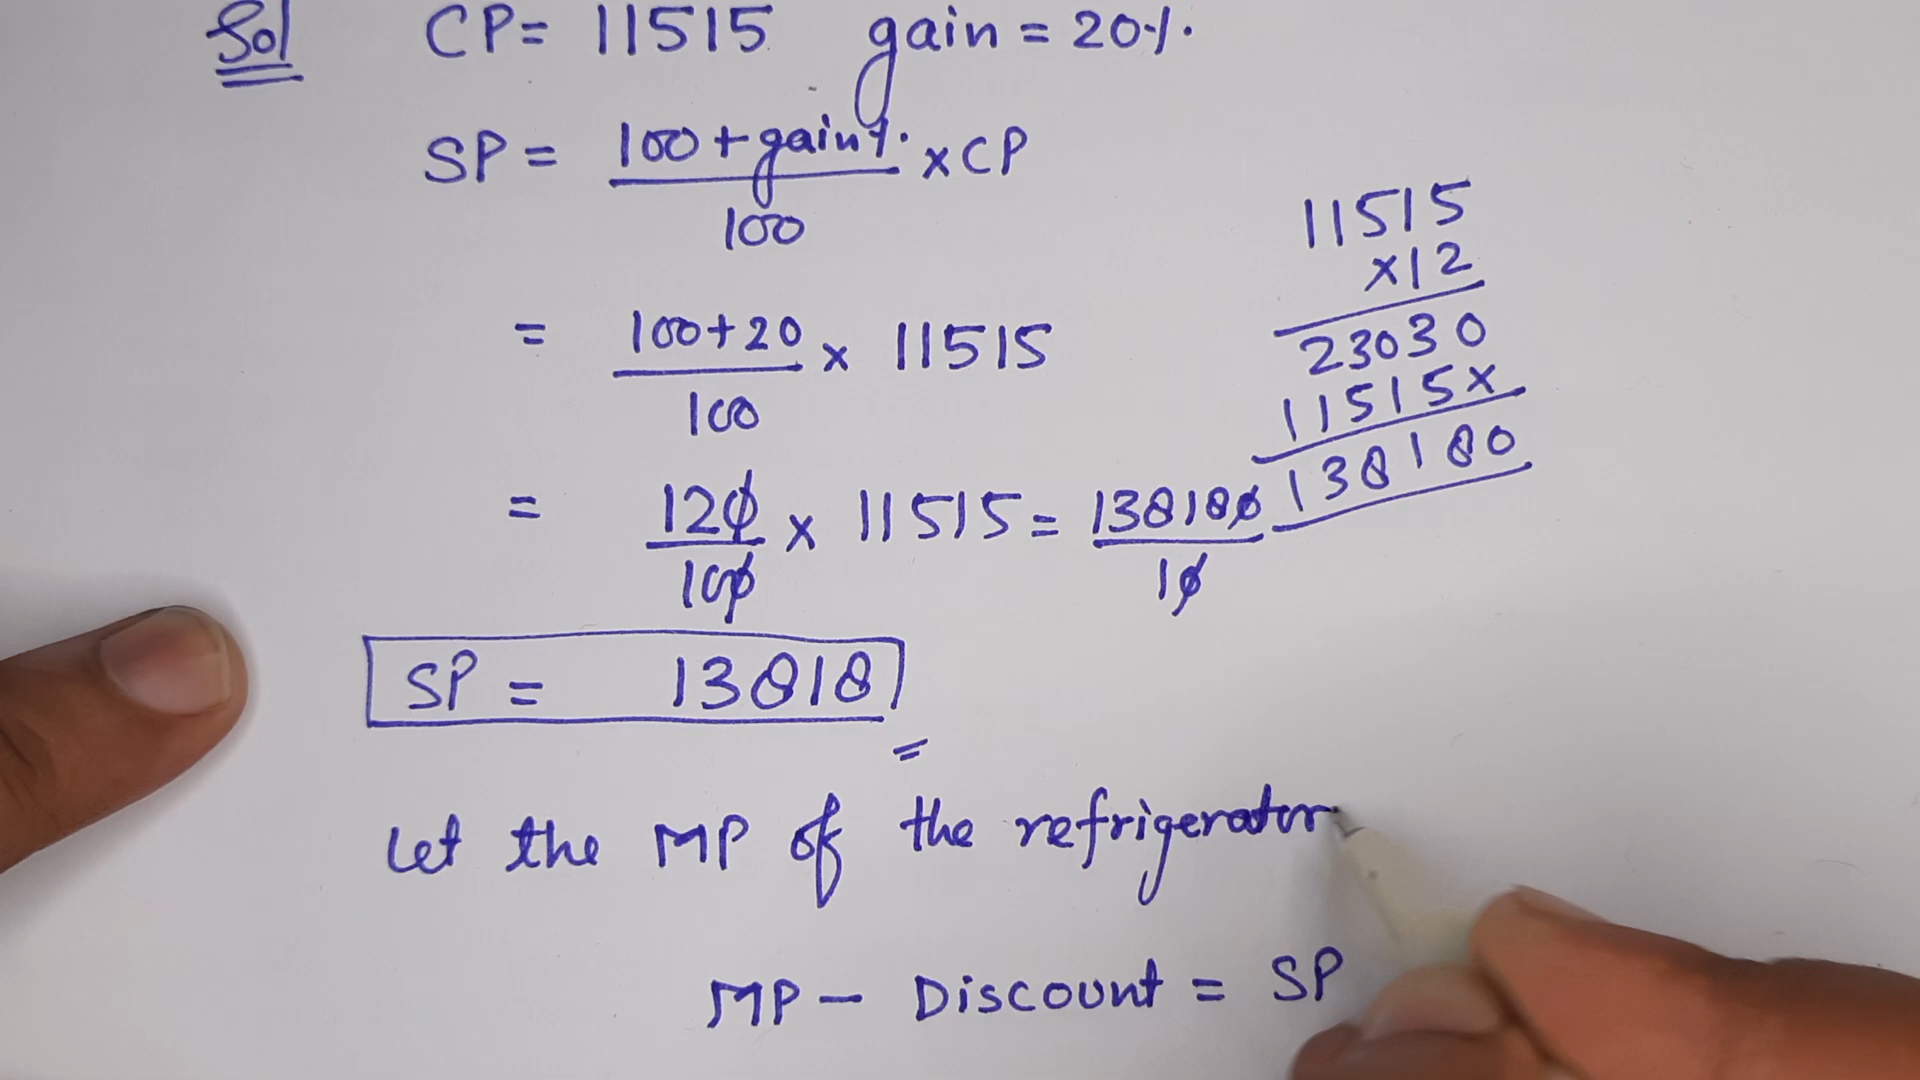 Sol CP= 11515 gain = 20%.
SP = 100+gain%. × CP
100
= 100+20 × 11515
100
= 120 × 11515 = 138180
100 10
11515
×12
23030
11515×
138180
SP = 13818
=
Let the MP of the refrigerator
MP - Discount = SP